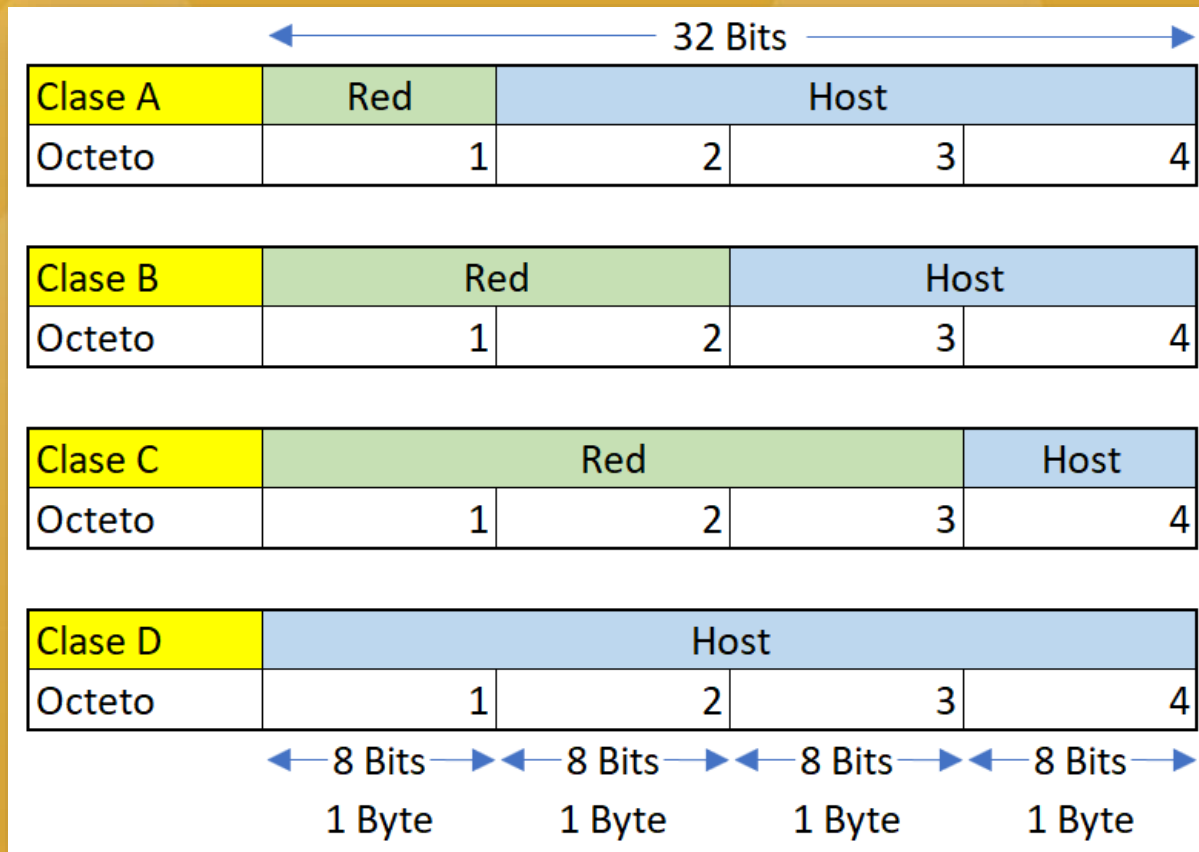 32 Bits
Clase A Red Host
Octeto 1 2 3 4
Clase B Red Host
Octeto 1 2 3 4
Clase C Red Host
Octeto 1 2 3 4
Clase D Host
Octeto 1 2 3 4
8 Bits 8 Bits 8 Bits 8 Bits
1 Byte 1 Byte 1 Byte 1 Byte